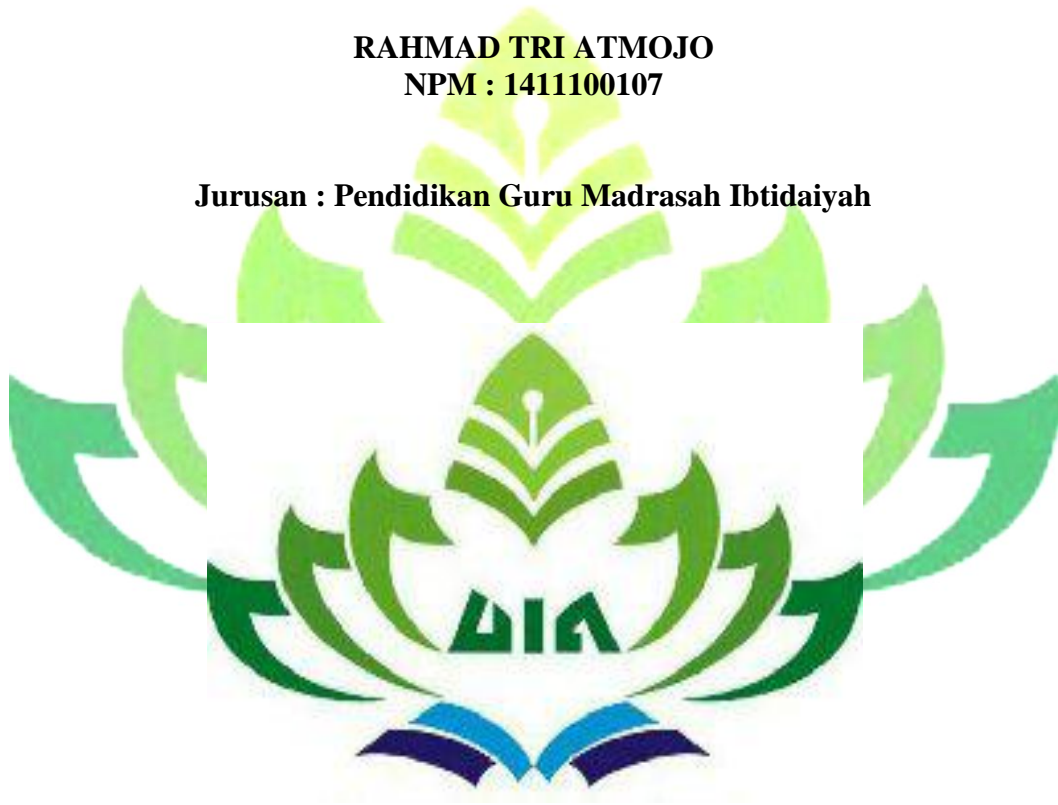 RAHMAD TRI ATMOJO
NPM : 1411100107
Jurusan : Pendidikan Guru Madrasah Ibtidaiyah
UIN